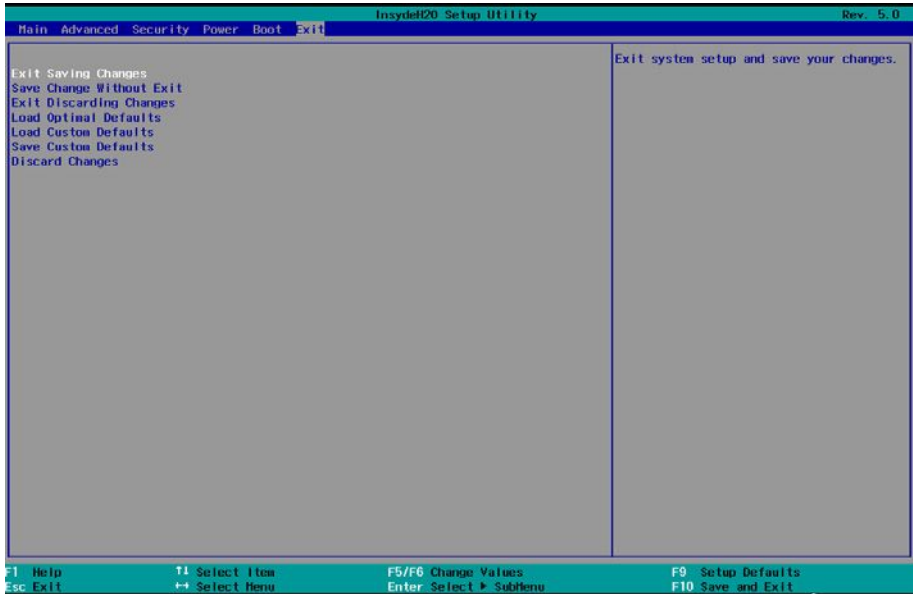 InsydeH20 Setup Utility Rev. 5.0
Main Advanced Security Power Boot Exit
Exit system setup and save your changes.
Exit Saving Changes
Save Change Without Exit
Exit Discarding Changes
Load Optimal Defaults
Load Custom Defaults
Save Custom Defaults
Discard Changes
F1 Help ↑↓ Select Item F5/F6 Change Values F9 Setup Defaults
Esc Exit ↔ Select Menu Enter Select ▶ SubMenu F10 Save and Exit